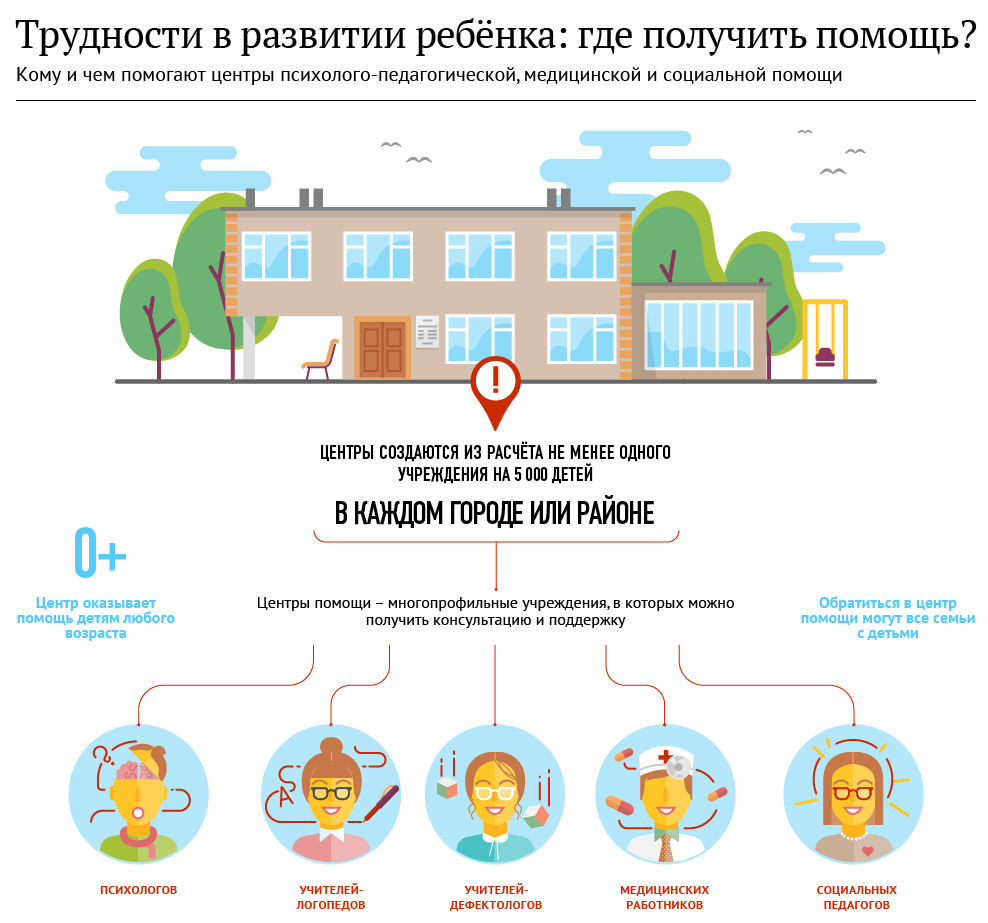 Трудности в развитии ребёнка: где получить помощь?
Кому и чем помогают центры психолого-педагогической, медицинской и социальной помощи
!
ЦЕНТРЫ СОЗДАЮТСЯ ИЗ РАСЧЁТА НЕ МЕНЕЕ ОДНОГО
УЧРЕЖДЕНИЯ НА 5 000 ДЕТЕЙ
В КАЖДОМ ГОРОДЕ ИЛИ РАЙОНЕ
0+
Центр оказывает
помощь детям любого
возраста
Центры помощи – многопрофильные учреждения, в которых можно
получить консультацию и поддержку
Обратиться в центр
помощи могут все семьи
с детьми
ПСИХОЛОГОВ
УЧИТЕЛЕЙ-
ЛОГОПЕДОВ
УЧИТЕЛЕЙ-
ДЕФЕКТОЛОГОВ
МЕДИЦИНСКИХ
РАБОТНИКОВ
СОЦИАЛЬНЫХ
ПЕДАГОГОВ